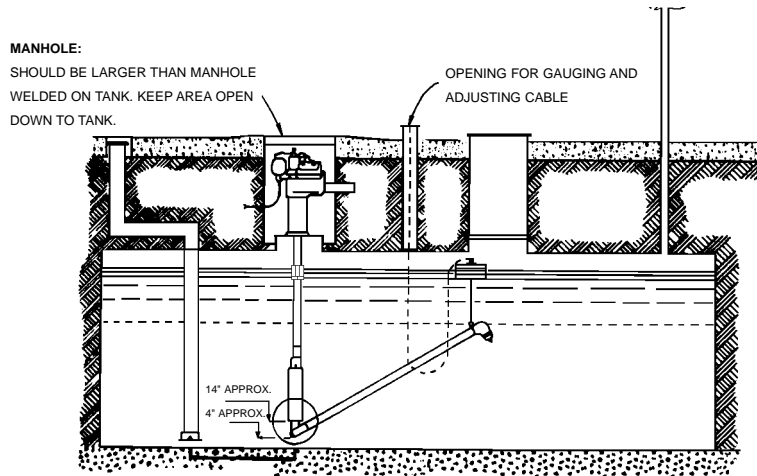 MANHOLE:
SHOULD BE LARGER THAN MANHOLE
WELDED ON TANK. KEEP AREA OPEN
DOWN TO TANK.
OPENING FOR GAUGING AND
ADJUSTING CABLE
14" APPROX.
4" APPROX.